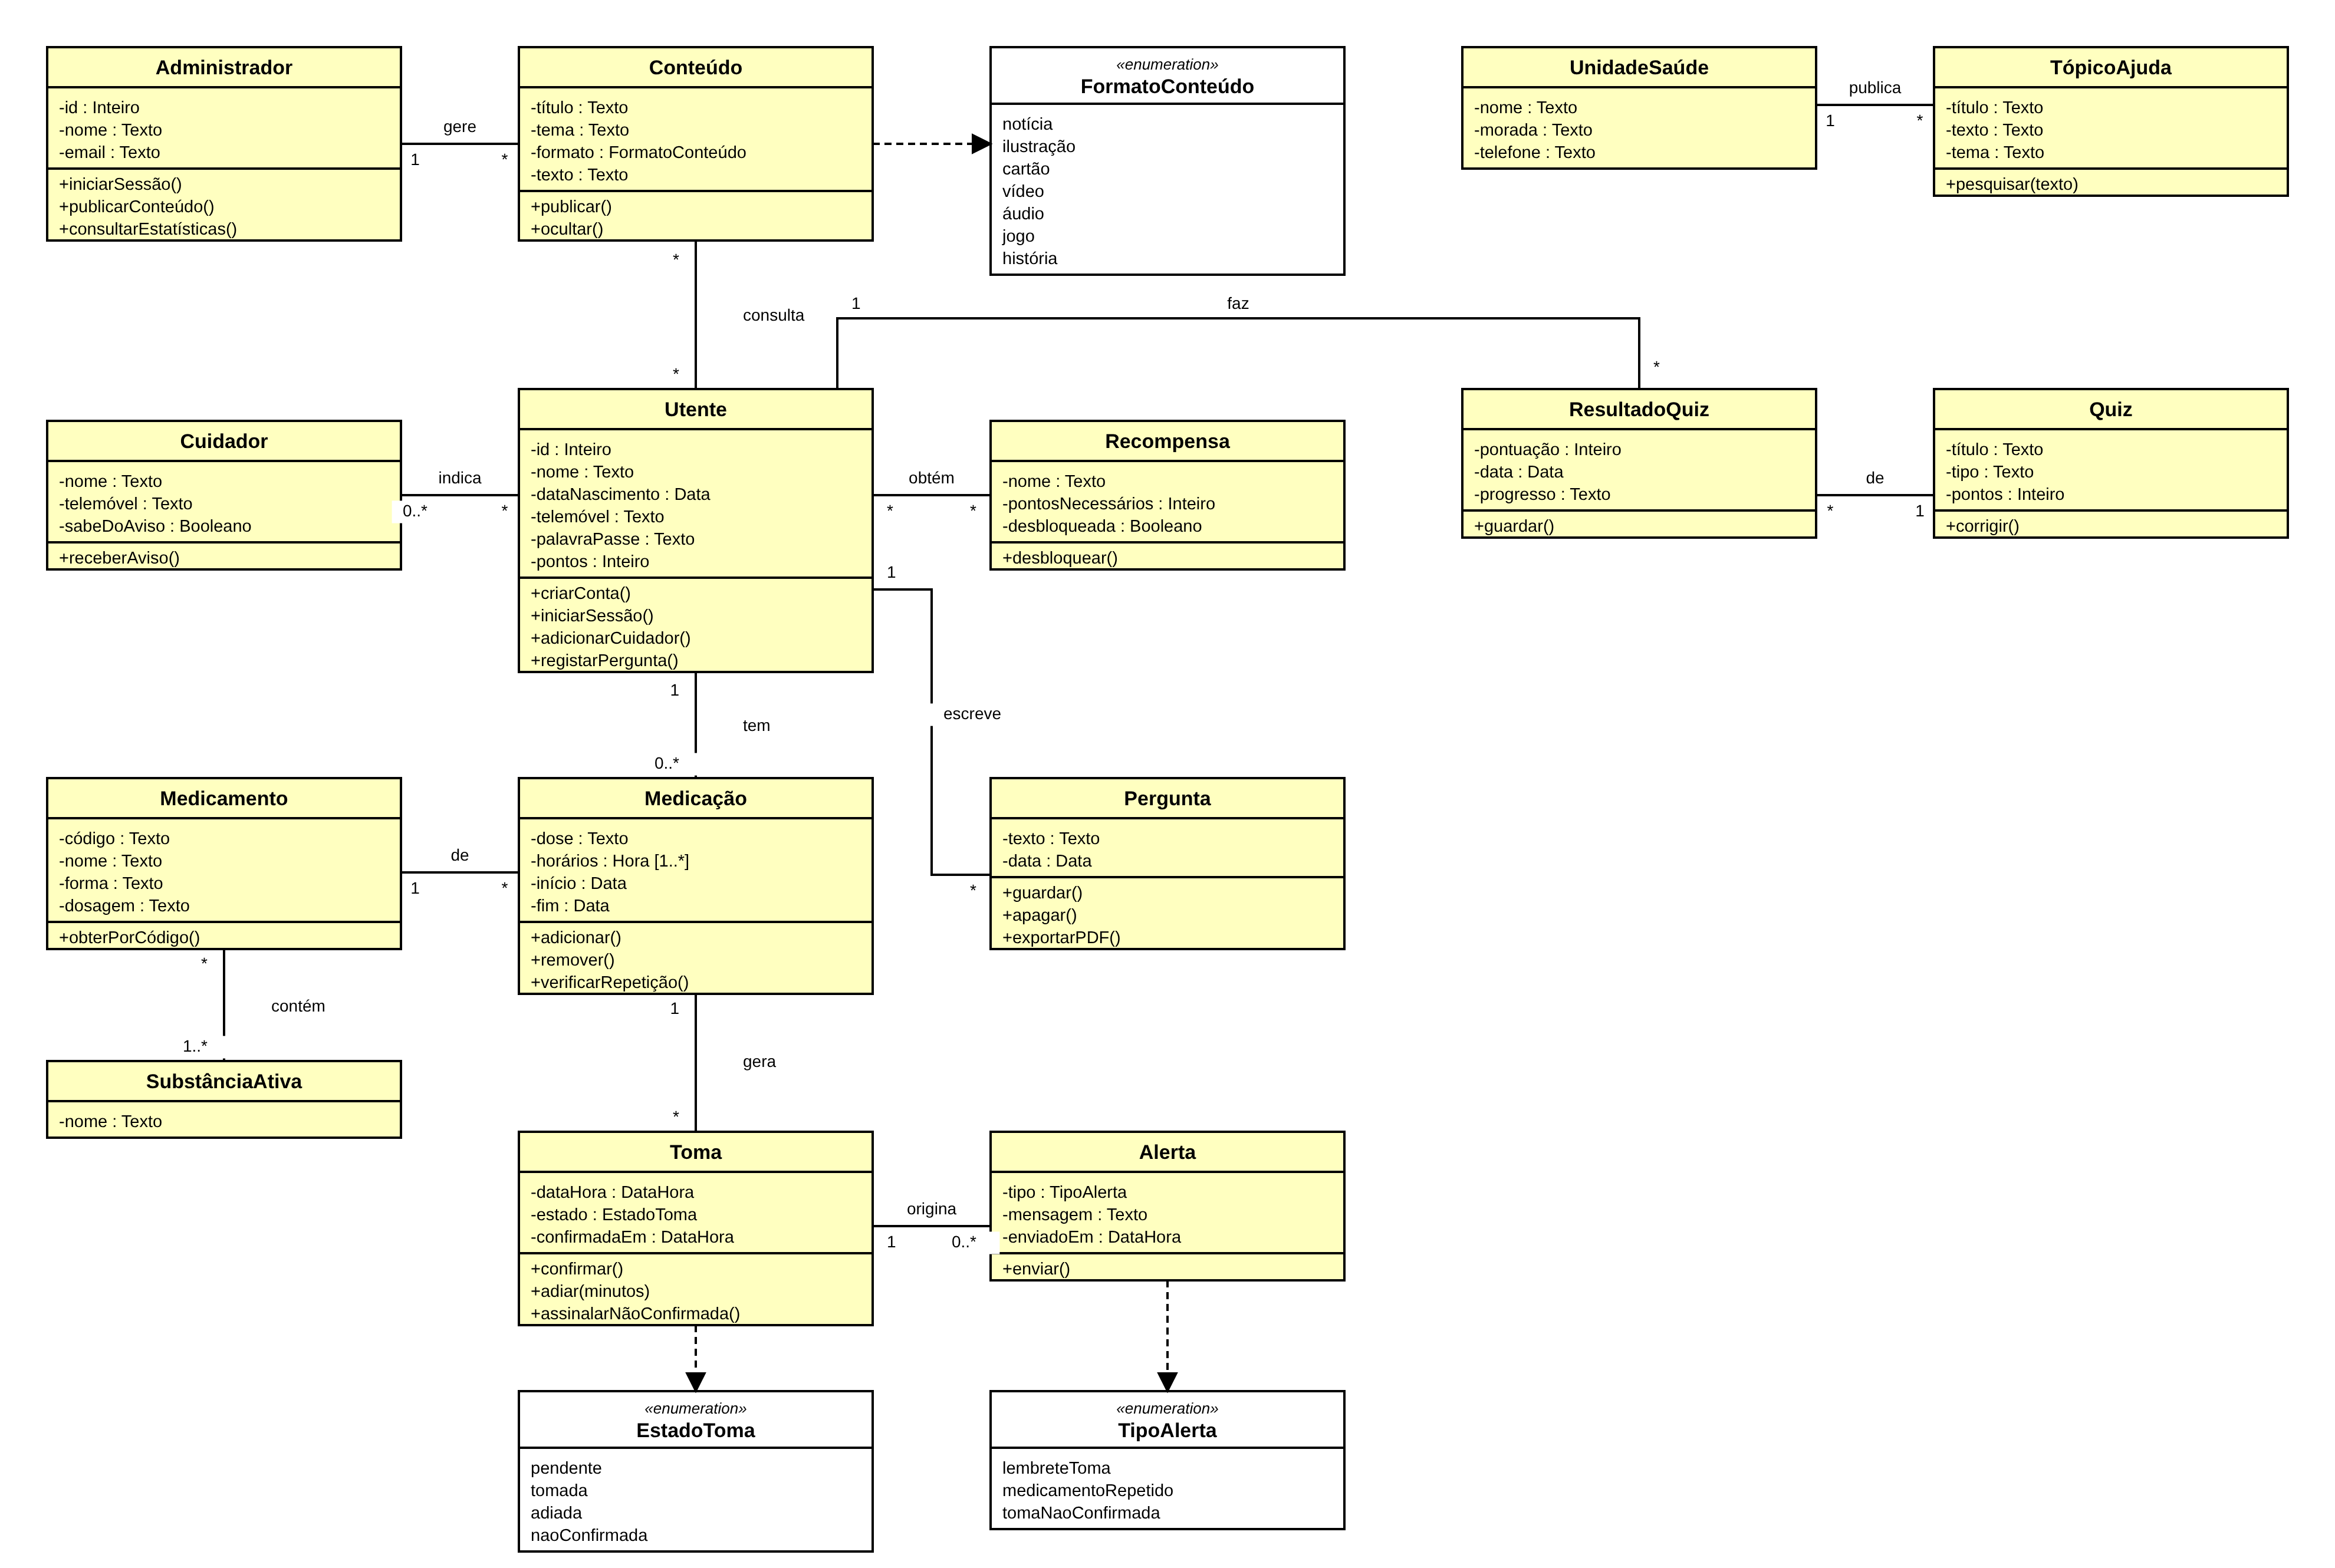 Administrador
-id : Inteiro
-nome : Texto
-email : Texto
+iniciarSessão()
+publicarConteúdo()
+consultarEstatísticas()
gere
1
*
Conteúdo
-título : Texto
-tema : Texto
-formato : FormatoConteúdo
-texto : Texto
+publicar()
+ocultar()
«enumeration»
FormatoConteúdo
notícia
ilustração
cartão
vídeo
áudio
jogo
história
UnidadeSaúde
-nome : Texto
-morada : Texto
-telefone : Texto
publica
1
*
TópicoAjuda
-título : Texto
-texto : Texto
-tema : Texto
+pesquisar(texto)
*
consulta
*
1
faz
*
Cuidador
-nome : Texto
-telemóvel : Texto
-sabeDoAviso : Booleano
+receberAviso()
indica
0..*
*
Utente
-id : Inteiro
-nome : Texto
-dataNascimento : Data
-telemóvel : Texto
-palavraPasse : Texto
-pontos : Inteiro
+criarConta()
+iniciarSessão()
+adicionarCuidador()
+registarPergunta()
obtém
*
*
Recompensa
-nome : Texto
-pontosNecessários : Inteiro
-desbloqueada : Booleano
+desbloquear()
ResultadoQuiz
-pontuação : Inteiro
-data : Data
-progresso : Texto
+guardar()
de
*
1
Quiz
-título : Texto
-tipo : Texto
-pontos : Inteiro
+corrigir()
1
escreve
*
1
tem
0..*
Medicamento
-código : Texto
-nome : Texto
-forma : Texto
-dosagem : Texto
+obterPorCódigo()
de
1
*
Medicação
-dose : Texto
-horários : Hora [1..*]
-início : Data
-fim : Data
+adicionar()
+remover()
+verificarRepetição()
Pergunta
-texto : Texto
-data : Data
+guardar()
+apagar()
+exportarPDF()
*
contém
1..*
SubstânciaAtiva
-nome : Texto
1
gera
*
Toma
-dataHora : DataHora
-estado : EstadoToma
-confirmadaEm : DataHora
+confirmar()
+adiar(minutos)
+assinalarNãoConfirmada()
origina
1
0..*
Alerta
-tipo : TipoAlerta
-mensagem : Texto
-enviadoEm : DataHora
+enviar()
«enumeration»
EstadoToma
pendente
tomada
adiada
naoConfirmada
«enumeration»
TipoAlerta
lembreteToma
medicamentoRepetido
tomaNaoConfirmada